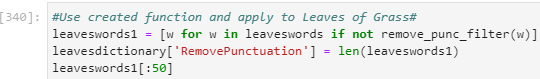 [340]: #Use created function and apply to Leaves of Grass#
leaveswords1 = [w for w in leaveswords if not remove_punc_filter(w)]
leavesdictionary['RemovePunctuation'] = len(leaveswords1)
leaveswords1[:50]